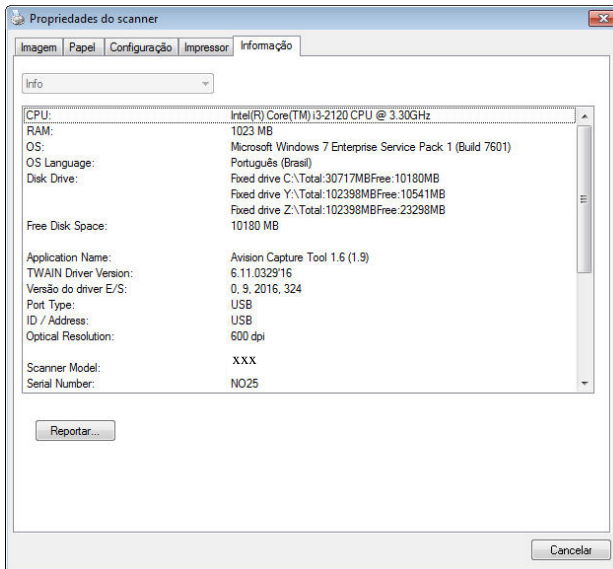 Propriedades do scanner
Imagem Papel Configuração Impressor Informação
Info
CPU: Intel(R) Core(TM) i3-2120 CPU @ 3.30GHz
RAM: 1023 MB
OS: Microsoft Windows 7 Enterprise Service Pack 1 (Build 7601)
OS Language: Português (Brasil)
Disk Drive: Fixed drive C:\Total:30717MBFree:10180MB
Fixed drive Y:\Total:102398MBFree:10541MB
Fixed drive Z:\Total:102398MBFree:23298MB
Free Disk Space: 10180 MB
Application Name: Avision Capture Tool 1.6 (1.9)
TWAIN Driver Version: 6.11.0329'16
Versão do driver E/S: 0, 9, 2016, 324
Port Type: USB
ID / Address: USB
Optical Resolution: 600 dpi
Scanner Model: XXX
Serial Number: NO25
Reportar...
Cancelar